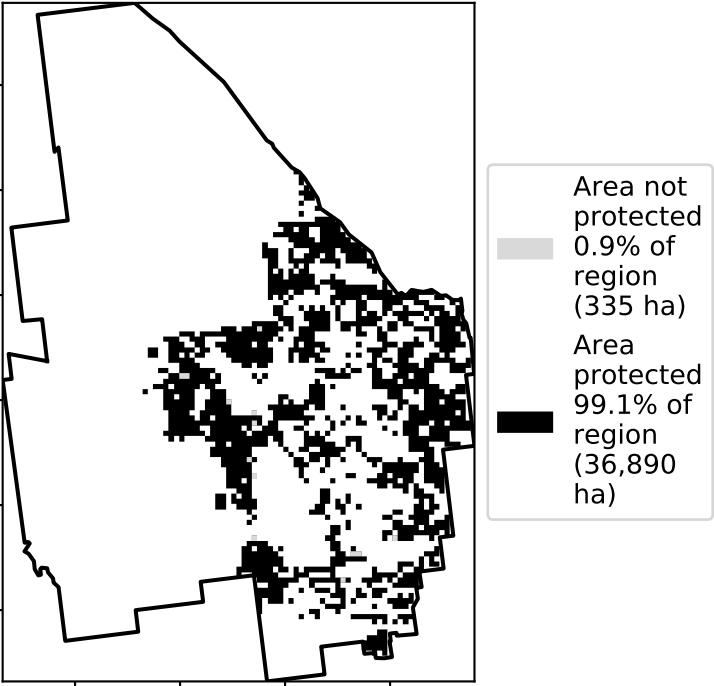 Area not
protected
0.9% of
region
(335 ha)
Area
protected
99.1% of
region
(36,890
ha)